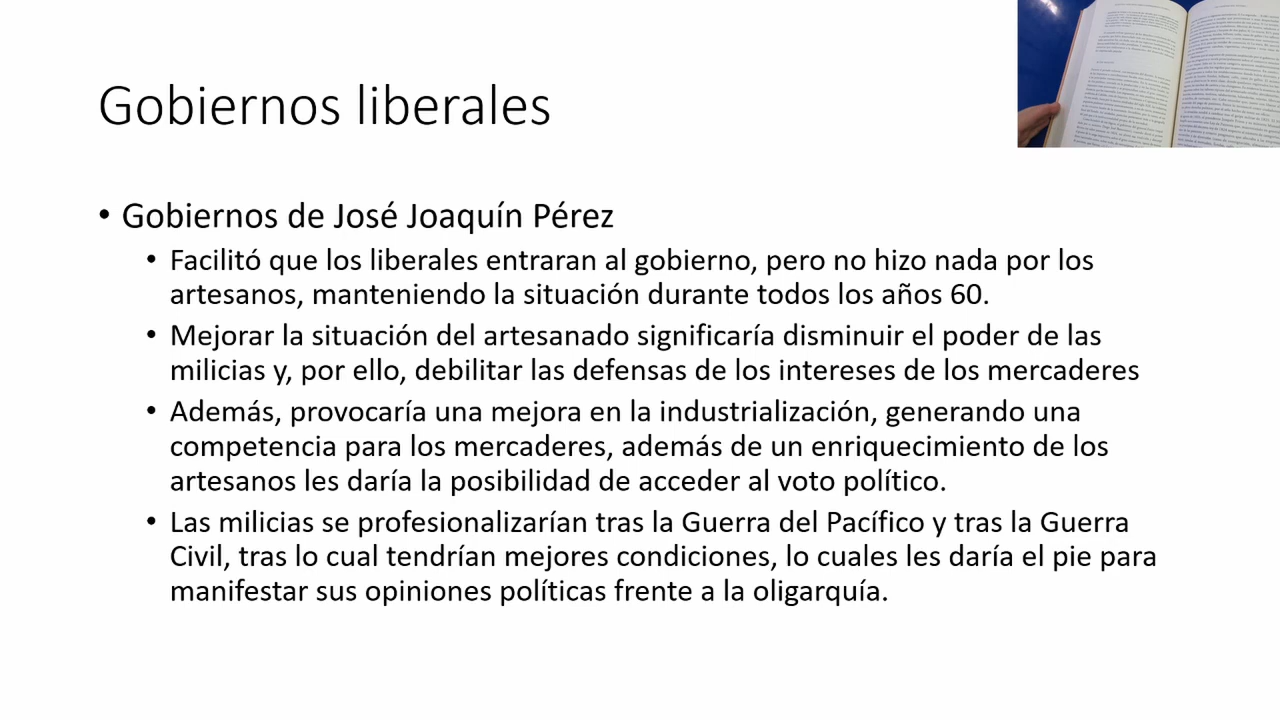 Gobiernos liberales
• Gobiernos de José Joaquín Pérez
• Facilitó que los liberales entraran al gobierno, pero no hizo nada por los
artesanos, manteniendo la situación durante todos los años 60.
• Mejorar la situación del artesanado significaría disminuir el poder de las
milicias y, por ello, debilitar las defensas de los intereses de los mercaderes
• Además, provocaría una mejora en la industrialización, generando una
competencia para los mercaderes, además de un enriquecimiento de los
artesanos les daría la posibilidad de acceder al voto político.
• Las milicias se profesionalizarían tras la Guerra del Pacífico y tras la Guerra
Civil, tras lo cual tendrían mejores condiciones, lo cuales les daría el pie para
manifestar sus opiniones políticas frente a la oligarquía.